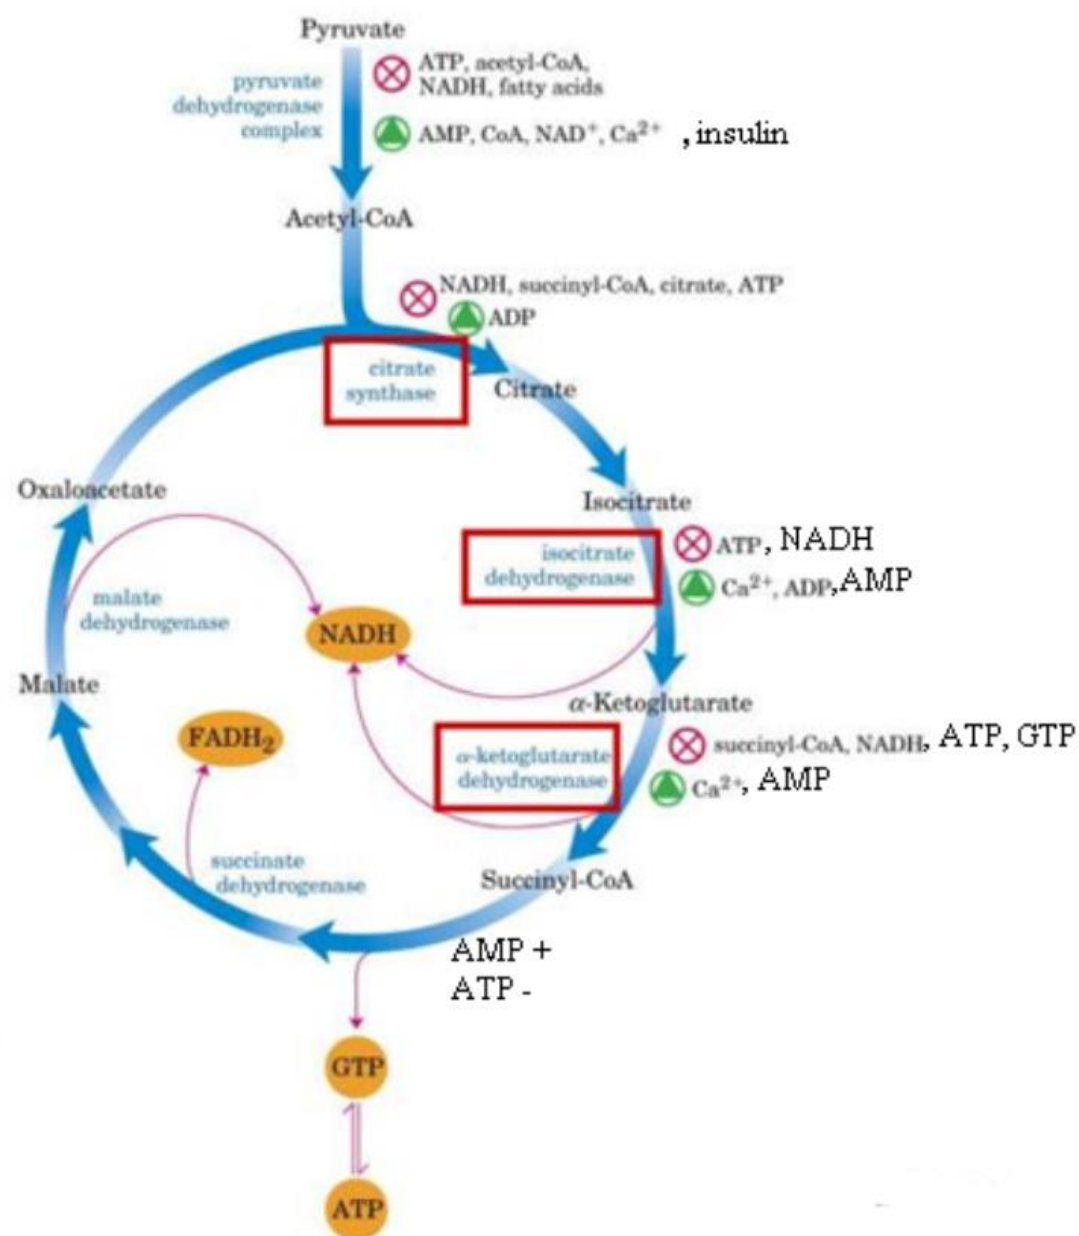 Pyruvate
pyruvate
dehydrogenase
complex
ATP, acetyl-CoA,
NADH, fatty acids
AMP, CoA, NAD⁺, Ca²⁺ , insulin
Acetyl-CoA
NADH, succinyl-CoA, citrate, ATP
ADP
citrate
synthase
Citrate
Oxaloacetate
Isocitrate
isocitrate
dehydrogenase
ATP, NADH
Ca²⁺, ADP,AMP
malate
dehydrogenase
NADH
Malate
α-Ketoglutarate
FADH₂
α-ketoglutarate
dehydrogenase
succinyl-CoA, NADH, ATP, GTP
Ca²⁺, AMP
succinate
dehydrogenase
Succinyl-CoA
AMP +
ATP -
GTP
ATP